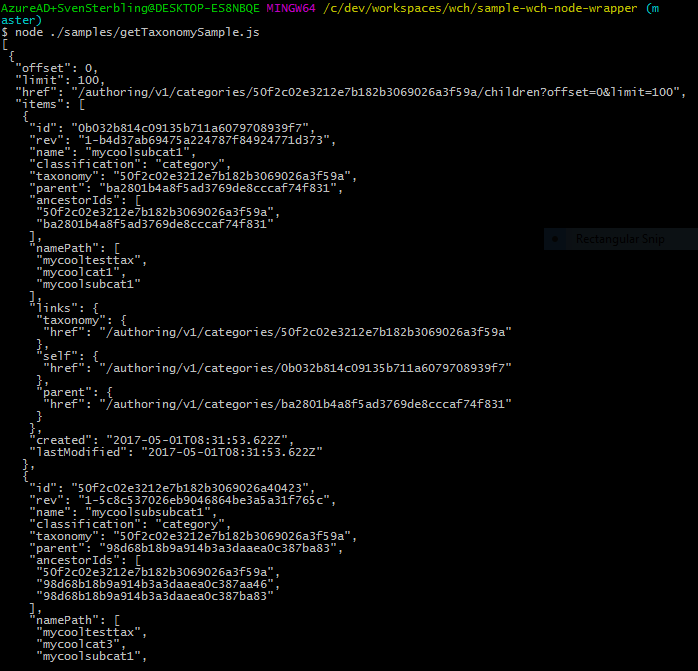 AzureAD+SvenSterbling@DESKTOP-ES8NBQE MINGW64 /c/dev/workspaces/wch/sample-wch-node-wrapper (m
aster)
$ node ./samples/getTaxonomySample.js
[
 {
  "offset": 0,
  "limit": 100,
  "href": "/authoring/v1/categories/50f2c02e3212e7b182b3069026a3f59a/children?offset=0&limit=100",
  "items": [
   {
    "id": "0b032b814c09135b711a6079708939f7",
    "rev": "1-b4d37ab69475a224787f84924771d373",
    "name": "mycoolsubcat1",
    "classification": "category",
    "taxonomy": "50f2c02e3212e7b182b3069026a3f59a",
    "parent": "ba2801b4a8f5ad3769de8cccaf74f831",
    "ancestorIds": [
     "50f2c02e3212e7b182b3069026a3f59a",
     "ba2801b4a8f5ad3769de8cccaf74f831"
    ],
    "namePath": [
     "mycooltesttax",
     "mycoolcat1",
     "mycoolsubcat1"
    ],
    "links": {
     "taxonomy": {
      "href": "/authoring/v1/categories/50f2c02e3212e7b182b3069026a3f59a"
     },
     "self": {
      "href": "/authoring/v1/categories/0b032b814c09135b711a6079708939f7"
     },
     "parent": {
      "href": "/authoring/v1/categories/ba2801b4a8f5ad3769de8cccaf74f831"
     }
    },
    "created": "2017-05-01T08:31:53.622Z",
    "lastModified": "2017-05-01T08:31:53.622Z"
   },
   {
    "id": "50f2c02e3212e7b182b3069026a40423",
    "rev": "1-5c8c537026eb9046864be3a5a31f765c",
    "name": "mycoolsubsubcat1",
    "classification": "category",
    "taxonomy": "50f2c02e3212e7b182b3069026a3f59a",
    "parent": "98d68b18b9a914b3a3daaea0c387ba83",
    "ancestorIds": [
     "50f2c02e3212e7b182b3069026a3f59a",
     "98d68b18b9a914b3a3daaea0c387aa46",
     "98d68b18b9a914b3a3daaea0c387ba83"
    ],
    "namePath": [
     "mycooltesttax",
     "mycoolcat3",
     "mycoolsubcat1",
Rectangular Snip